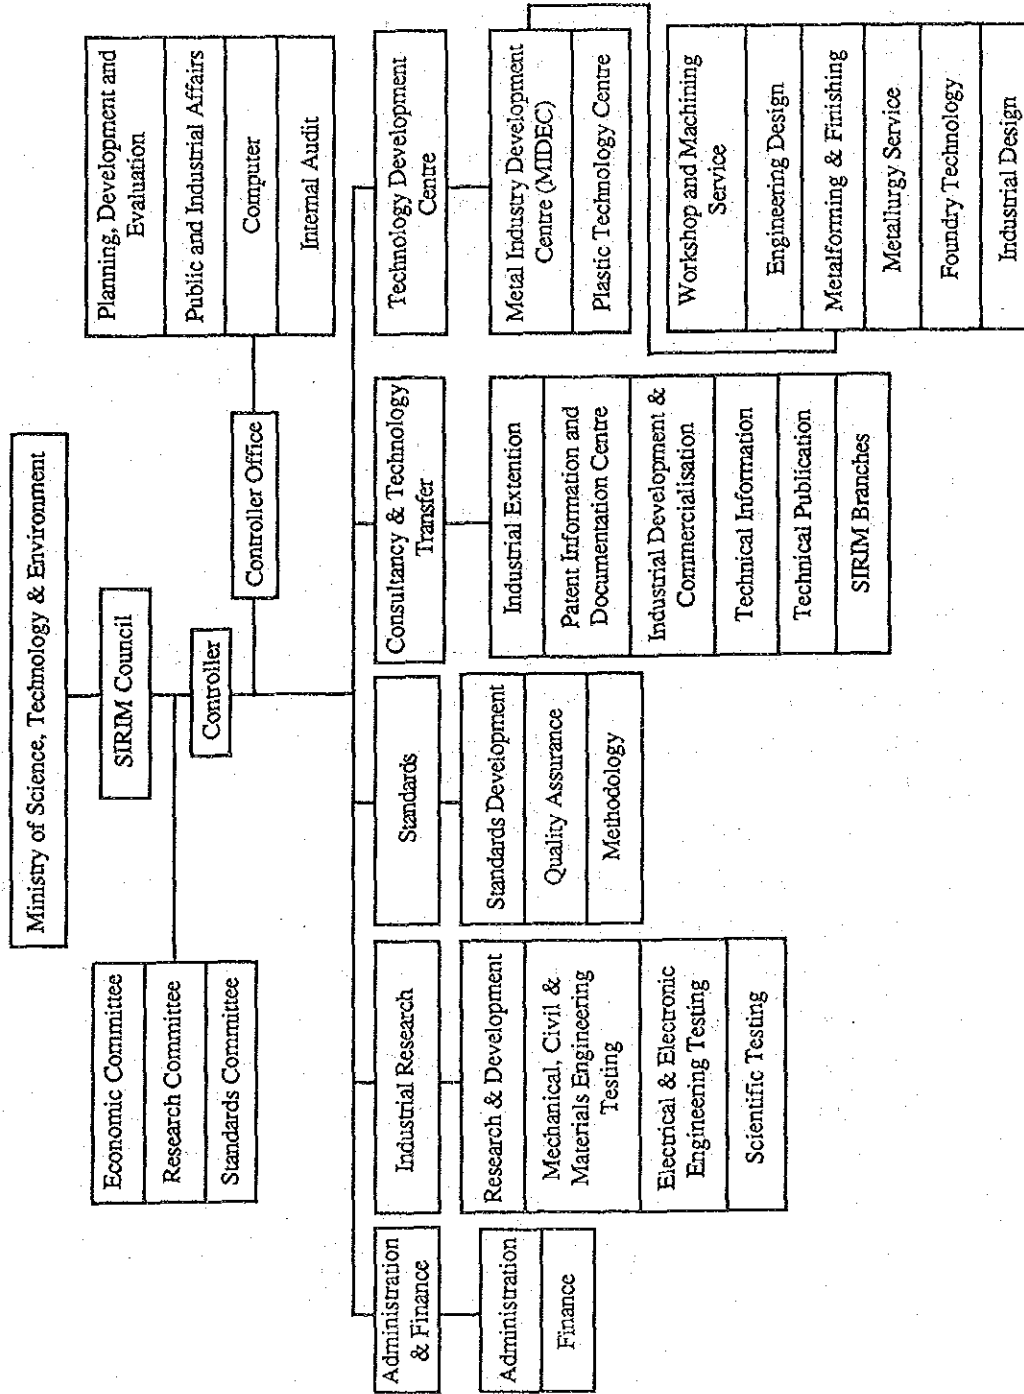 Ministry of Science, Technology & Environment
SIRIM Council
Economic Committee
Research Committee
Standards Committee
Controller
Controller Office
Planning, Development and
Evaluation
Public and Industrial Affairs
Computer
Internal Audit
Administration
& Finance
Administration
Finance
Industrial Research
Research & Development
Mechanical, Civil &
Materials Engineering
Testing
Electrical & Electronic
Engineering Testing
Scientific Testing
Standards
Standards Development
Quality Assurance
Methodology
Consultancy & Technology
Transfer
Industrial Extention
Patent Information and
Documentation Centre
Industrial Development &
Commercialisation
Technical Information
Technical Publication
SIRIM Branches
Technology Development
Centre
Metal Industry Development
Centre (MIDEC)
Plastic Technology Centre
Workshop and Machining
Service
Engineering Design
Metalforming & Finishing
Metallurgy Service
Foundry Technology
Industrial Design